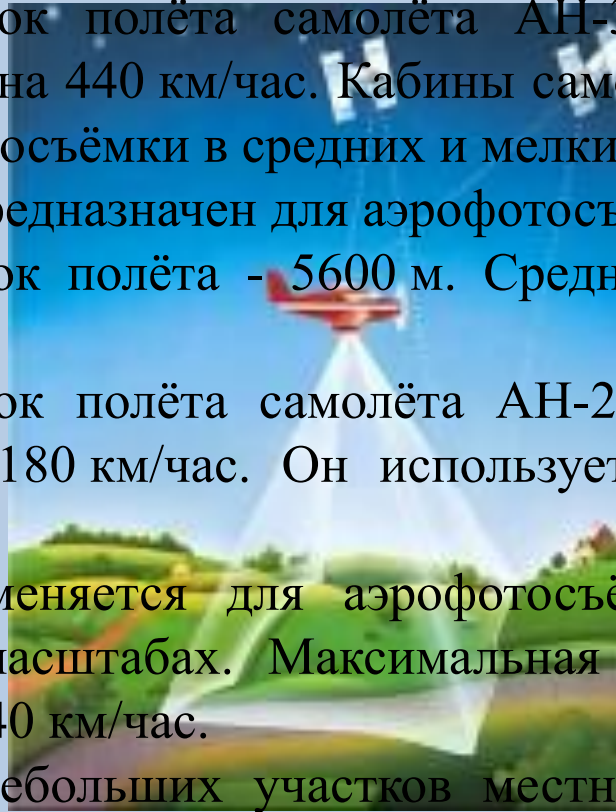 ок полёта самолёта АН-3
на 440 км/час. Кабины само
осъёмки в средних и мелки
редназначен для аэрофотосъ
ок полёта - 5600 м. Средн
ок полёта самолёта АН-2
180 км/час. Он используе
меняется для аэрофотосъё
масштабах. Максимальная
40 км/час.
ебольших участков местн